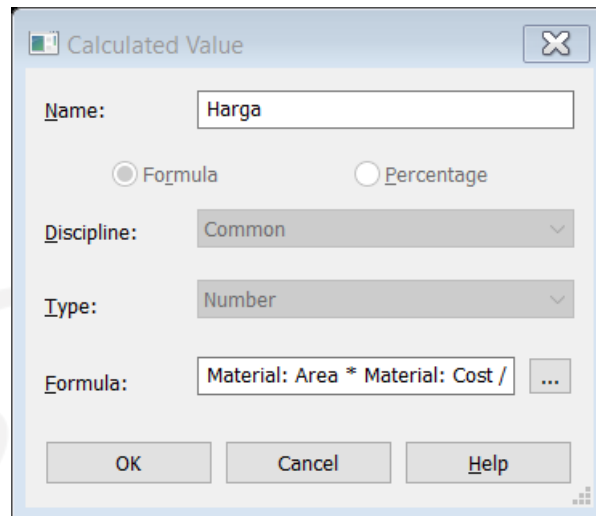 Calculated Value
Name: Harga
Formula Percentage
Discipline: Common
Type: Number
Formula: Material: Area * Material: Cost / ...
OK Cancel Help